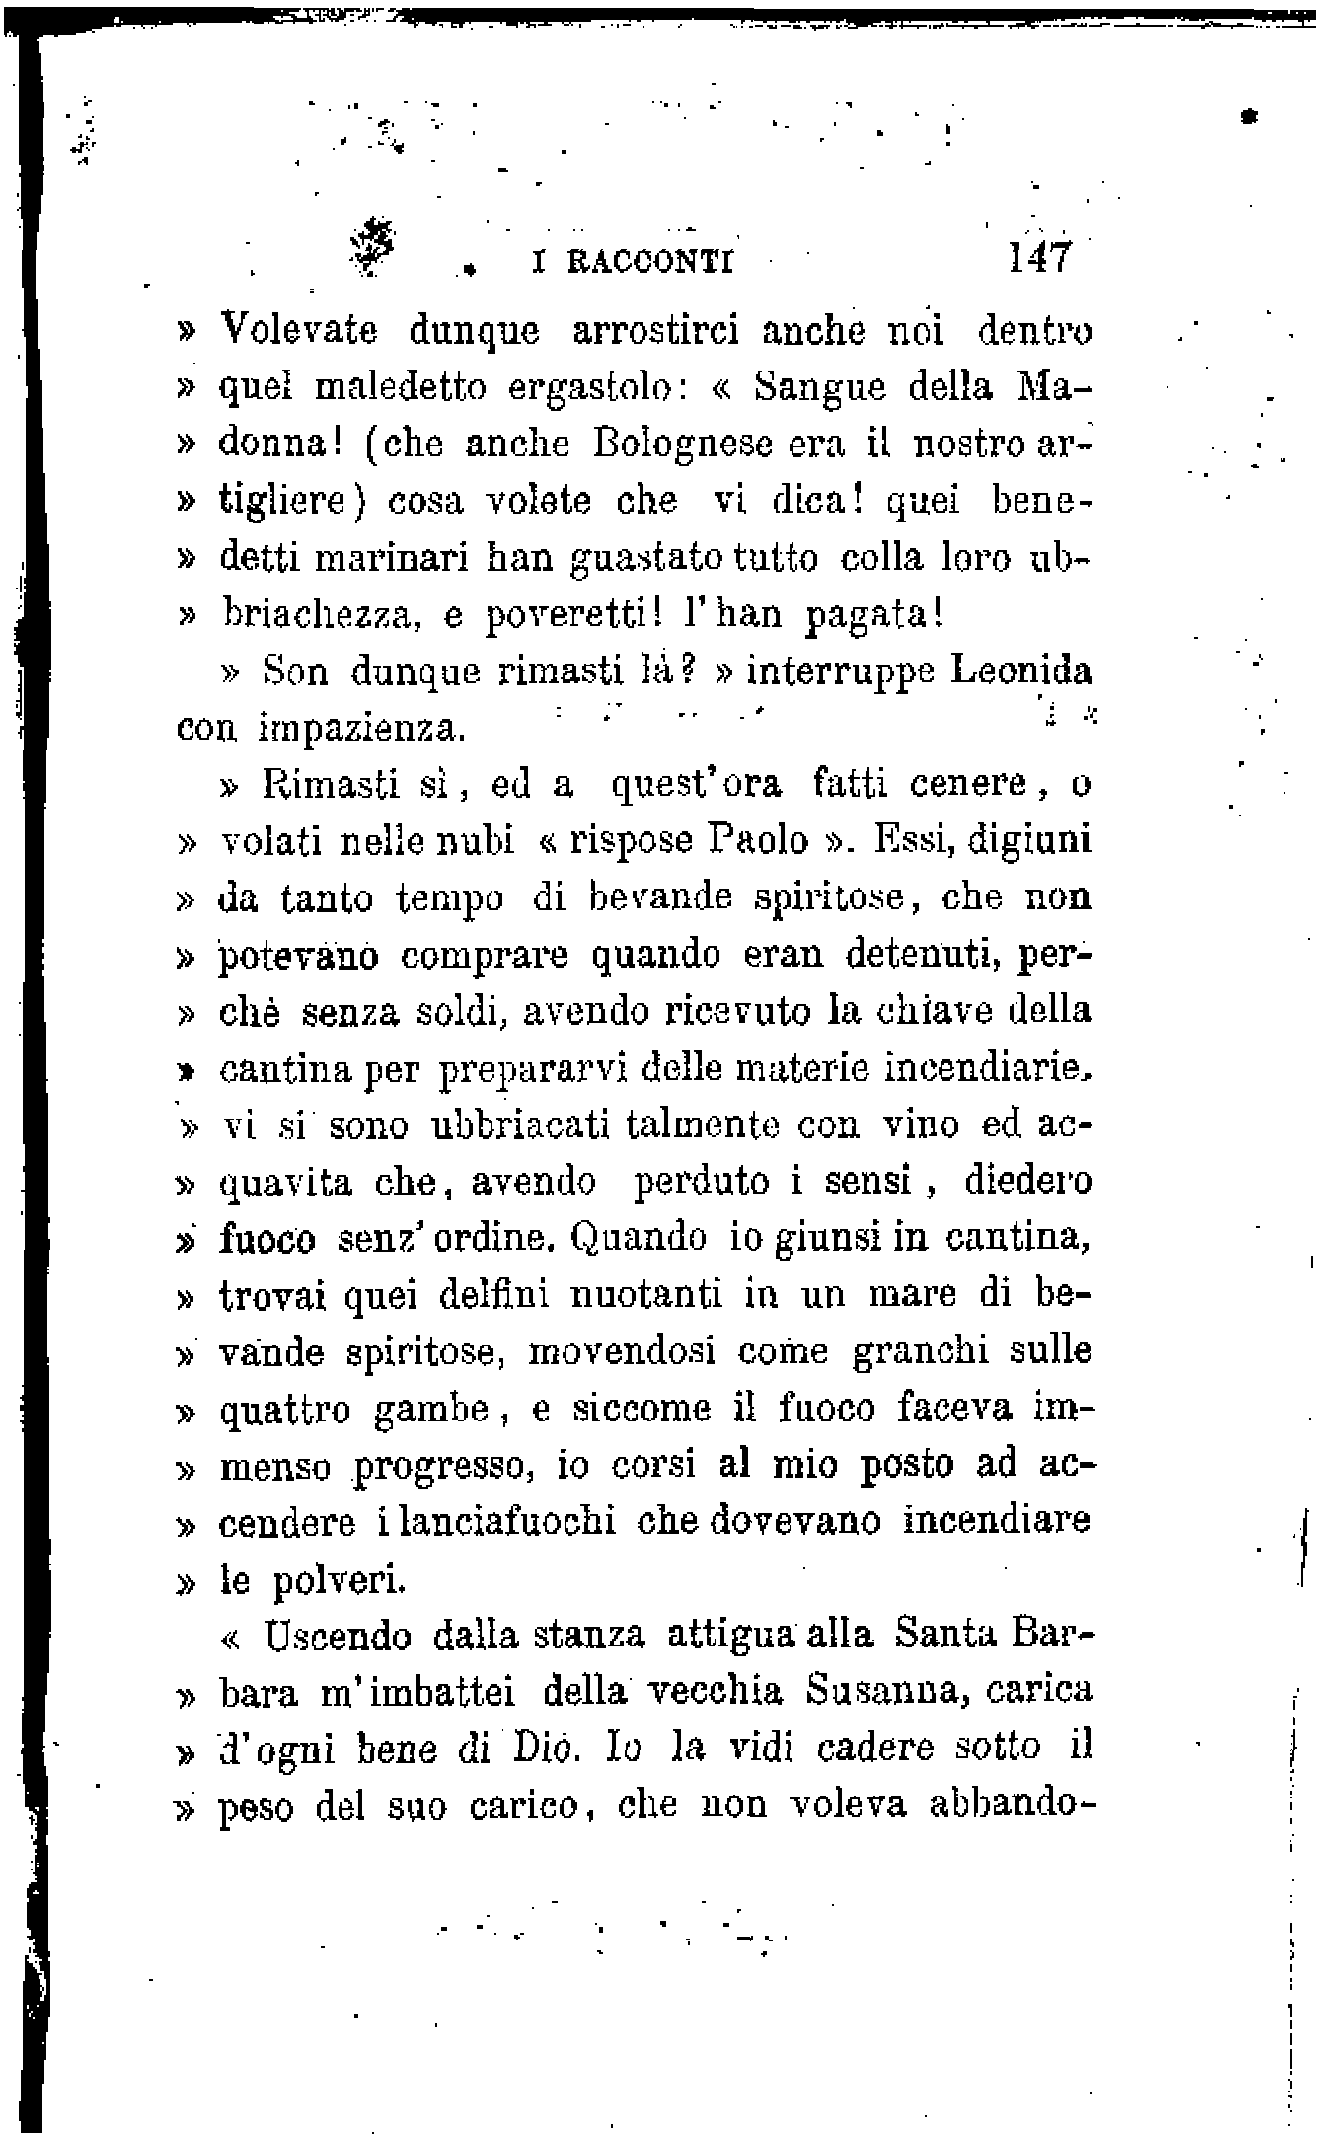 I RACCONTI 147
» Volevate dunque arrostirci anche noi dentro
» quel maledetto ergastolo: « Sangue della Ma-
» donna! (che anche Bolognese era il nostro ar-
» tigliere) cosa volete che vi dica! quei bene-
» detti marinari han guastato tutto colla loro ub-
» briachezza, e poveretti! l'han pagata!
» Son dunque rimasti là? » interruppe Leonida
con impazienza.
» Rimasti sì, ed a quest'ora fatti cenere, o
» volati nelle nubi « rispose Paolo ». Essi, digiuni
» da tanto tempo di bevande spiritose, che non
» potevano comprare quando eran detenuti, per-
» chè senza soldi, avendo ricevuto la chiave della
» cantina per prepararvi delle materie incendiarie.
» vi si sono ubbriacati talmente con vino ed ac-
» quavita che, avendo perduto i sensi, diedero
» fuoco senz'ordine. Quando io giunsi in cantina,
» trovai quei delfini nuotanti in un mare di be-
» vande spiritose, movendosi come granchi sulle
» quattro gambe, e siccome il fuoco faceva im-
» menso progresso, io corsi al mio posto ad ac-
» cendere i lanciafuochi che dovevano incendiare
» le polveri.
« Uscendo dalla stanza attigua alla Santa Bar-
» bara m'imbattei della vecchia Susanna, carica
» d'ogni bene di Dio. Io la vidi cadere sotto il
» peso del suo carico, che non voleva abbando-